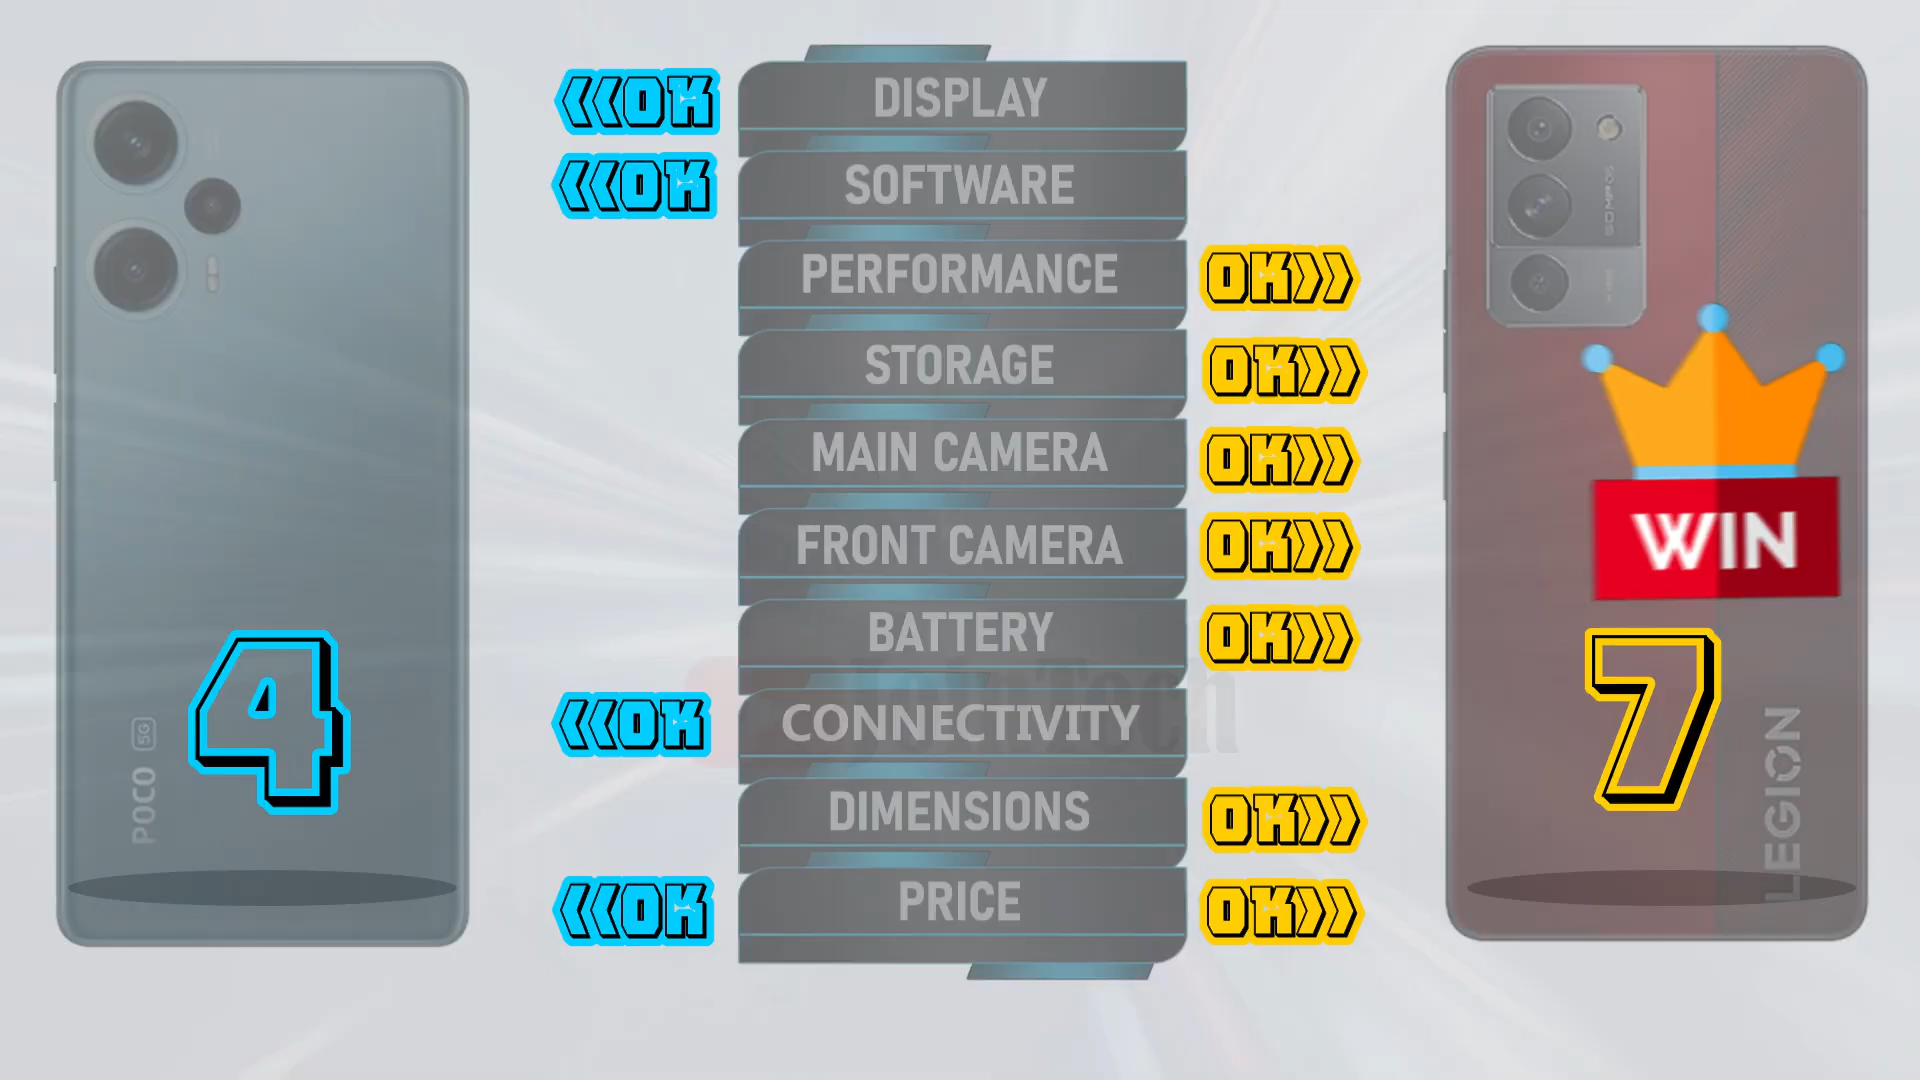 <<OK DISPLAY
<<OK SOFTWARE
PERFORMANCE OK>>
STORAGE OK>>
MAIN CAMERA OK>>
FRONT CAMERA OK>>
BATTERY OK>>
<<OK CONNECTIVITY
DIMENSIONS OK>>
<<OK PRICE OK>>
4
POCO 5G
WIN
7
LEGION